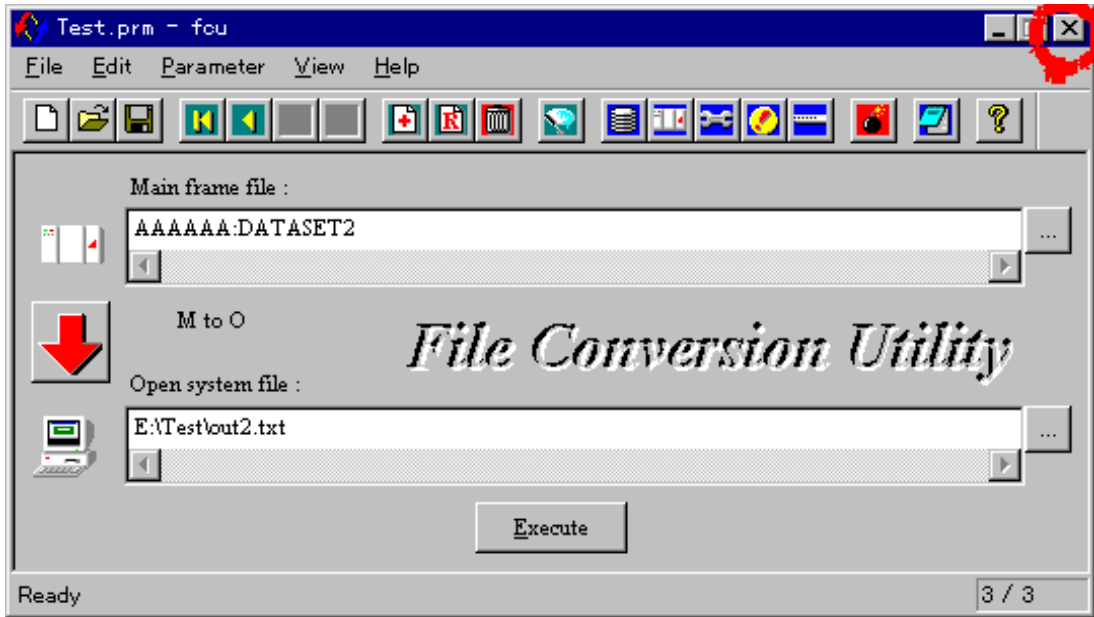 Test.prm - fcu
File Edit Parameter View Help
R
Main frame file :
AAAAAA:DATASET2
...
M to O
File Conversion Utility
Open system file :
E:\Test\out2.txt
...
Execute
Ready
3 / 3